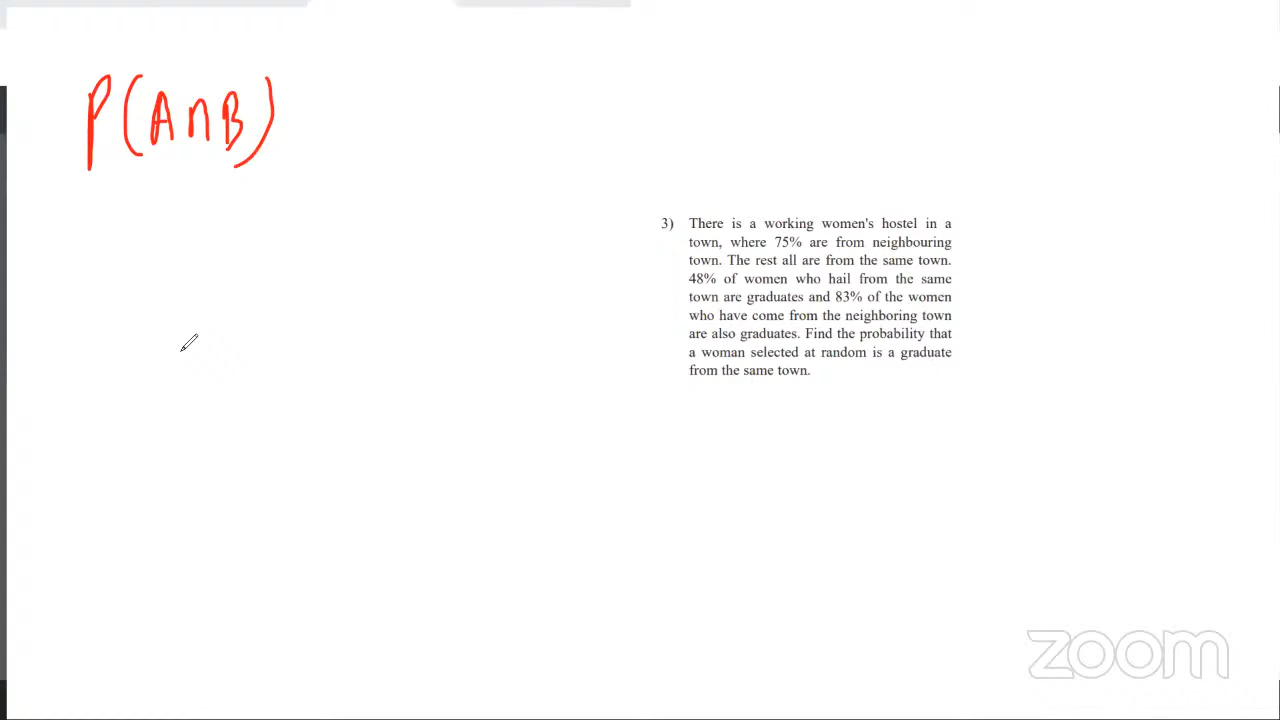 P(A∩B)
3) There is a working women's hostel in a
town, where 75% are from neighbouring
town. The rest all are from the same town.
48% of women who hail from the same
town are graduates and 83% of the women
who have come from the neighboring town
are also graduates. Find the probability that
a woman selected at random is a graduate
from the same town.
zoom